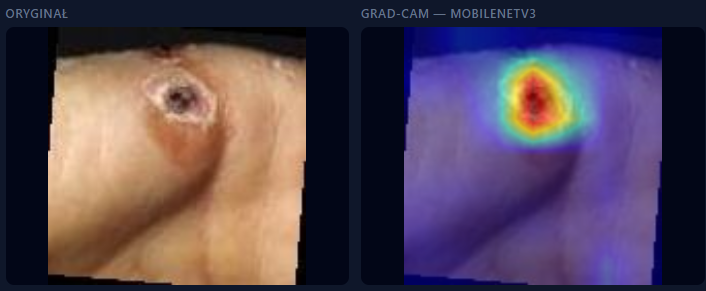 ORYGINAŁ
GRAD-CAM — MOBILENETV3